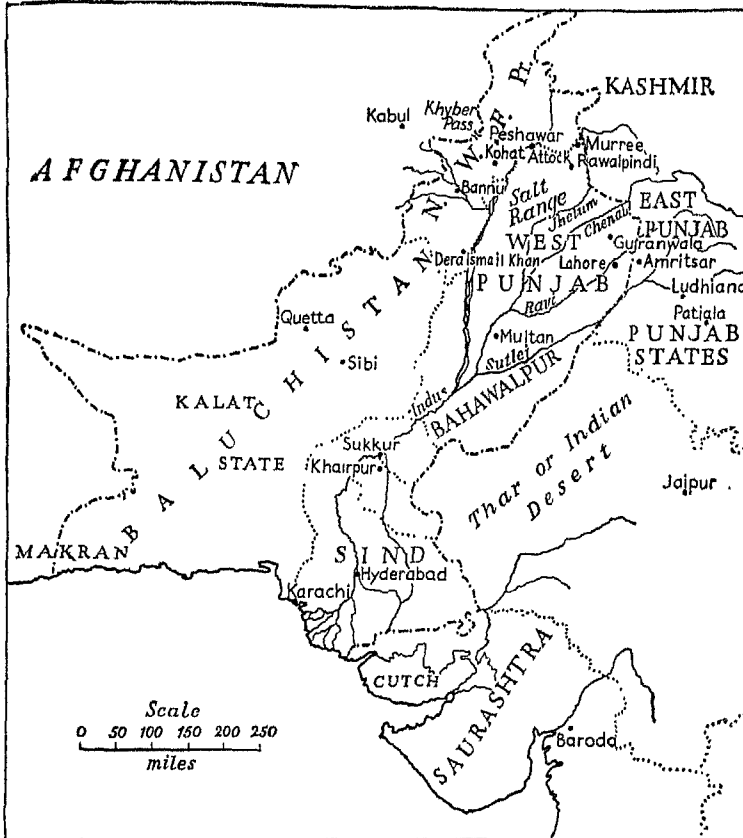 KASHMIR
N. W. F. Pr.
Kabul
Khyber
Pass
Peshawar
Kohat
Attock
Murree
Rawalpindi
AFGHANISTAN
Bannu
Salt
Range
Jhelum
Chenab
EAST
PUNJAB
WEST
PUNJAB
Gujranwala
Dera Ismail Khan
Lahore
Amritsar
Ravi
Ludhiana
Patiala
Quetta
Multan
PUNJAB
STATES
Sibi
Sutlej
BALUCHISTAN
KALAT
STATE
Indus
BAHAWALPUR
Sukkur
Khairpur
Thar or Indian
Desert
Jaipur
MAKRAN
SIND
Hyderabad
Karachi
CUTCH
SAURASHTRA
Baroda
Scale
0 50 100 150 200 250
miles